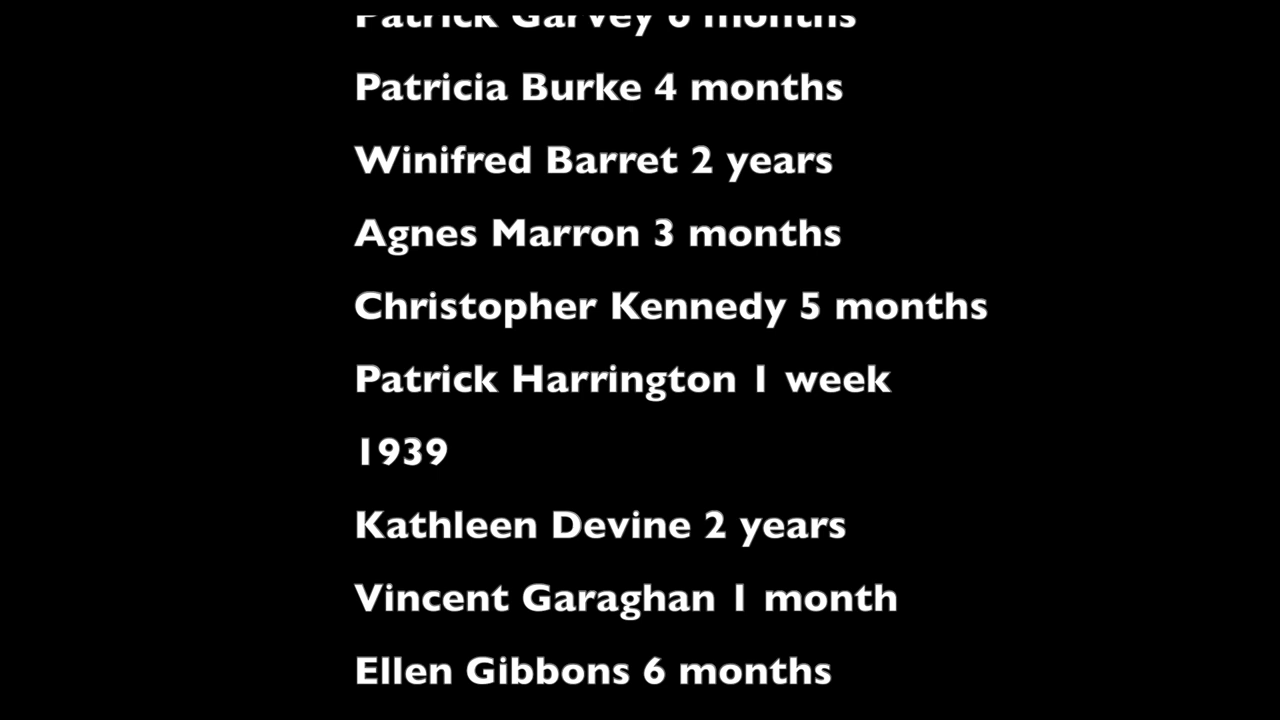 Patrick Garvey 6 months
Patricia Burke 4 months
Winifred Barret 2 years
Agnes Marron 3 months
Christopher Kennedy 5 months
Patrick Harrington 1 week
1939
Kathleen Devine 2 years
Vincent Garaghan 1 month
Ellen Gibbons 6 months